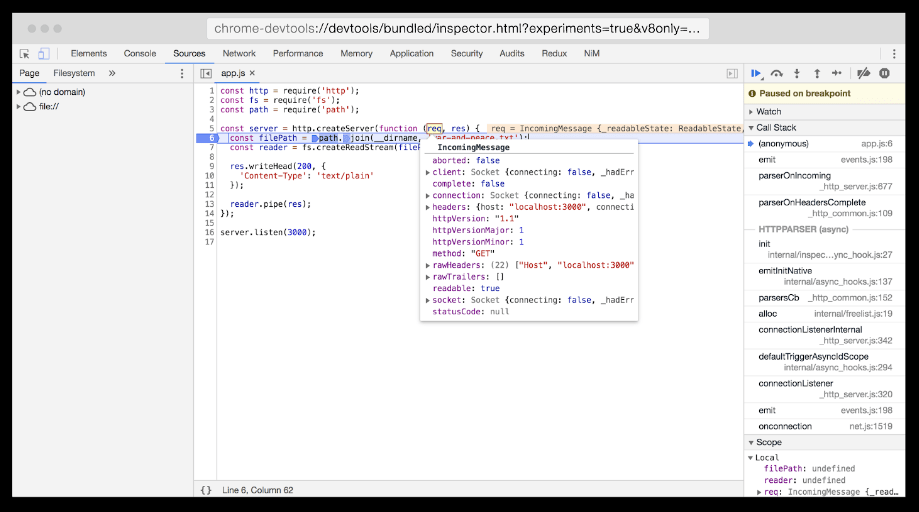 chrome-devtools://devtools/bundled/inspector.html?experiments=true&v8only=...
Elements Console Sources Network Performance Memory Application Security Audits Redux NiM
Page Filesystem »
(no domain)
file://
app.js ×
1 const http = require('http');
2 const fs = require('fs');
3 const path = require('path');
4
5 const server = http.createServer(function (req, res) { req = IncomingMessage {_readableState: ReadableState,
6 const filePath = path.join(__dirname, war-and-peace.txt');
7 const reader = fs.createReadStream(fileP
8
9 res.writeHead(200, {
10 'Content-Type': 'text/plain'
11 });
12
13 reader.pipe(res);
14 });
15
16 server.listen(3000);
17
IncomingMessage
aborted: false
client: Socket {connecting: false, _hadErr
complete: false
connection: Socket {connecting: false, _ha
headers: {host: "localhost:3000", connecti
httpVersion: "1.1"
httpVersionMajor: 1
httpVersionMinor: 1
method: "GET"
rawHeaders: (22) ["Host", "localhost:3000"
rawTrailers: []
readable: true
socket: Socket {connecting: false, _hadErr
statusCode: null
{} Line 6, Column 62
Paused on breakpoint
Watch
Call Stack
(anonymous) app.js:6
emit events.js:198
parserOnIncoming
_http_server.js:677
parserOnHeadersComplete
_http_common.js:109
HTTPPARSER (async)
init
internal/inspec...ync_hook.js:27
emitInitNative
internal/async_hooks.js:137
parsersCb _http_common.js:152
alloc internal/freelist.js:19
connectionListenerInternal
_http_server.js:342
defaultTriggerAsyncIdScope
internal/async_hooks.js:294
connectionListener
_http_server.js:320
emit events.js:198
onconnection net.js:1519
Scope
Local
filePath: undefined
reader: undefined
req: IncomingMessage {_read...